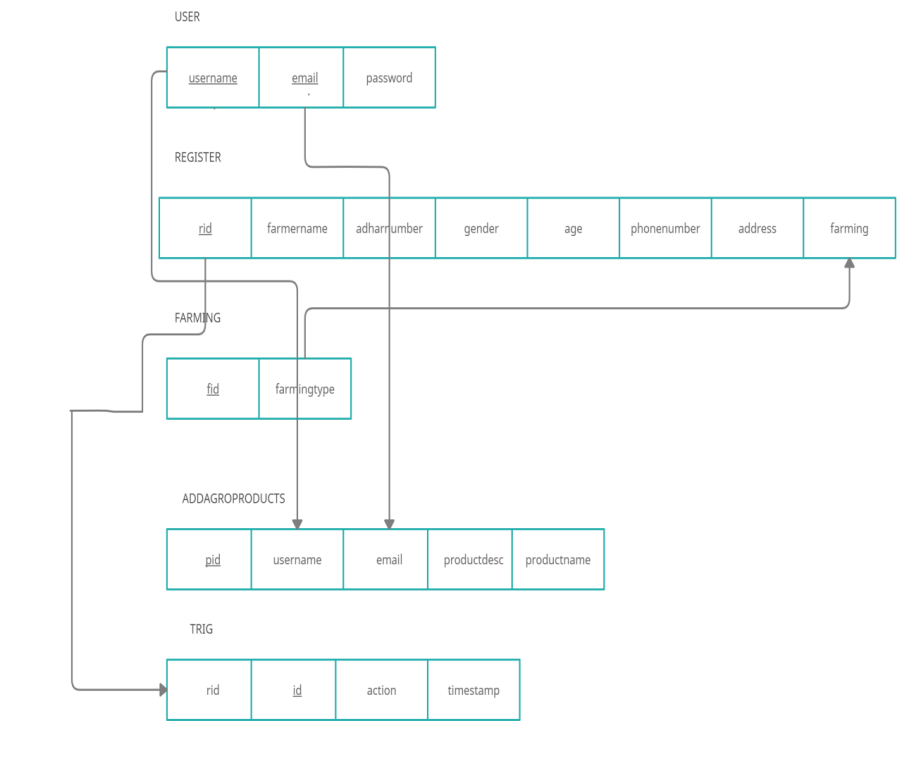 USER
username email password
REGISTER
rid farmername adharnumber gender age phonenumber address farming
FARMING
fid farmingtype
ADDAGROPRODUCTS
pid username email productdesc productname
TRIG
rid id action timestamp